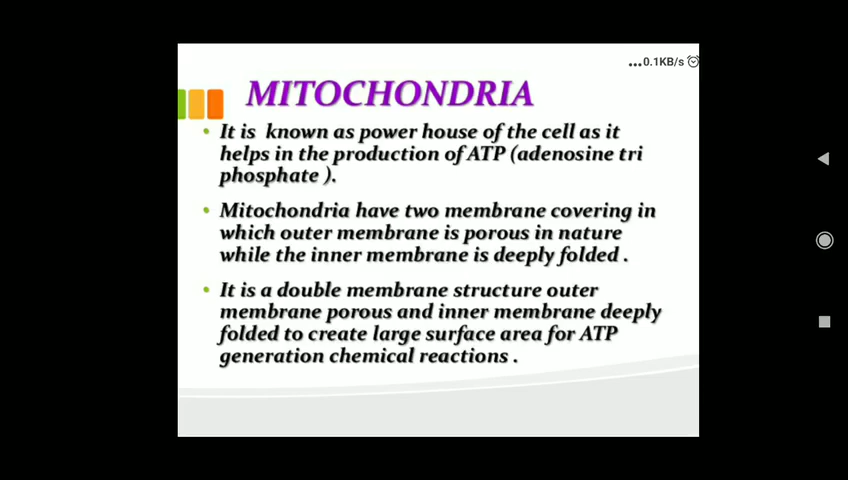 ...0.1KB/s
MITOCHONDRIA
• It is known as power house of the cell as it
helps in the production of ATP (adenosine tri
phosphate ).
• Mitochondria have two membrane covering in
which outer membrane is porous in nature
while the inner membrane is deeply folded .
• It is a double membrane structure outer
membrane porous and inner membrane deeply
folded to create large surface area for ATP
generation chemical reactions .